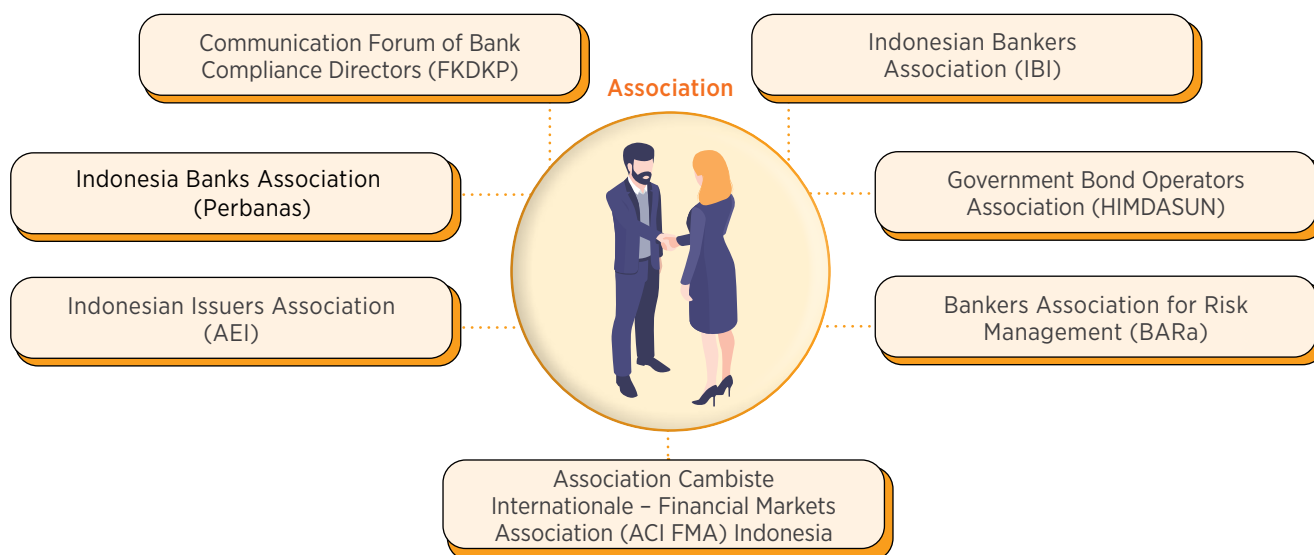 Communication Forum of Bank
Compliance Directors (FKDKP)
Indonesian Bankers
Association (IBI)
Association
Indonesia Banks Association
(Perbanas)
Government Bond Operators
Association (HIMDASUN)
Indonesian Issuers Association
(AEI)
Bankers Association for Risk
Management (BARa)
Association Cambiste
Internationale – Financial Markets
Association (ACI FMA) Indonesia